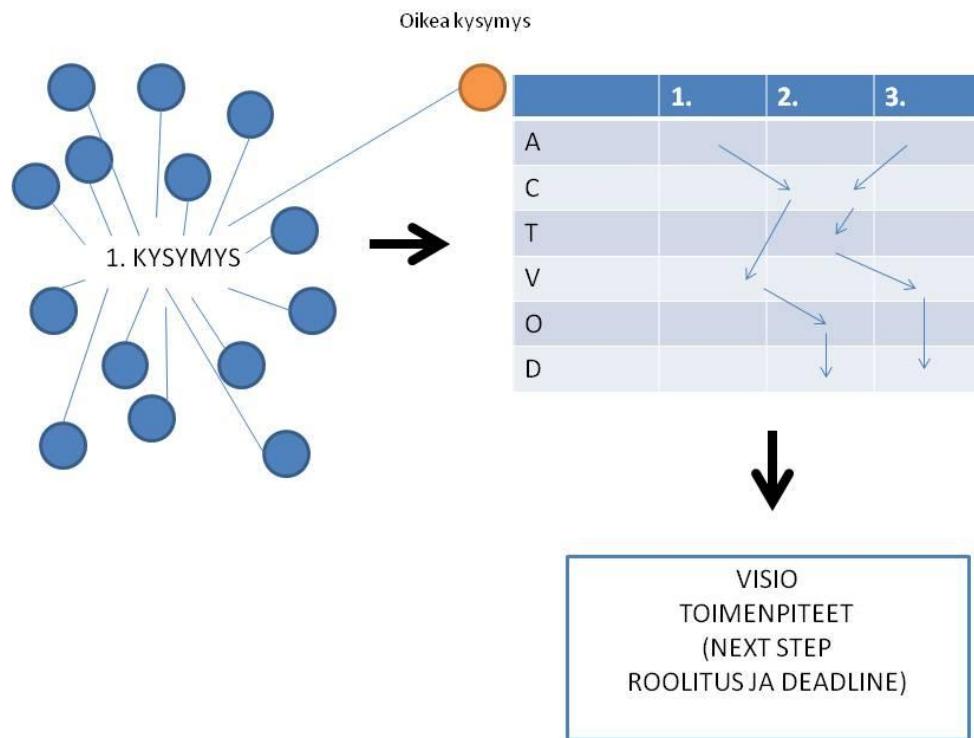 Oikea kysymys
1. KYSYMYS
1. 2. 3.
A
C
T
V
O
D
VISIO
TOIMENPITEET
(NEXT STEP
ROOLITUS JA DEADLINE)